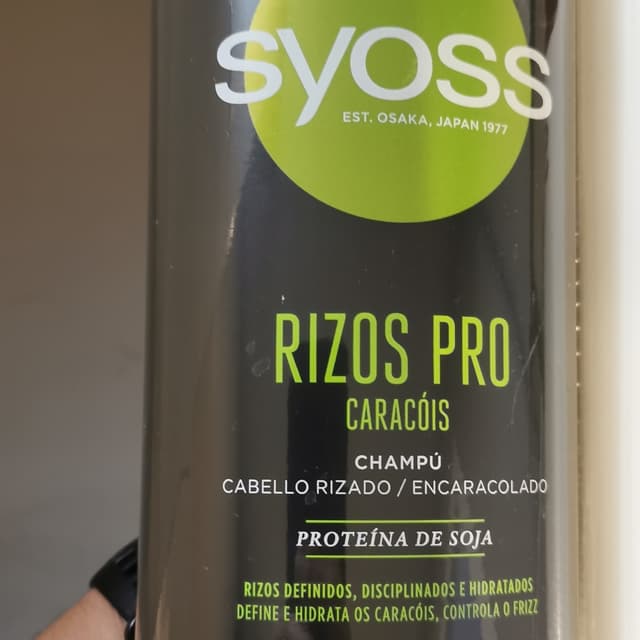 syoss
EST. OSAKA, JAPAN 1977
RIZOS PRO
CARACÓIS
CHAMPÚ
CABELLO RIZADO / ENCARACOLADO
PROTEÍNA DE SOJA
RIZOS DEFINIDOS, DISCIPLINADOS E HIDRATADOS
DEFINE E HIDRATA OS CARACÓIS, CONTROLA O FRIZZ